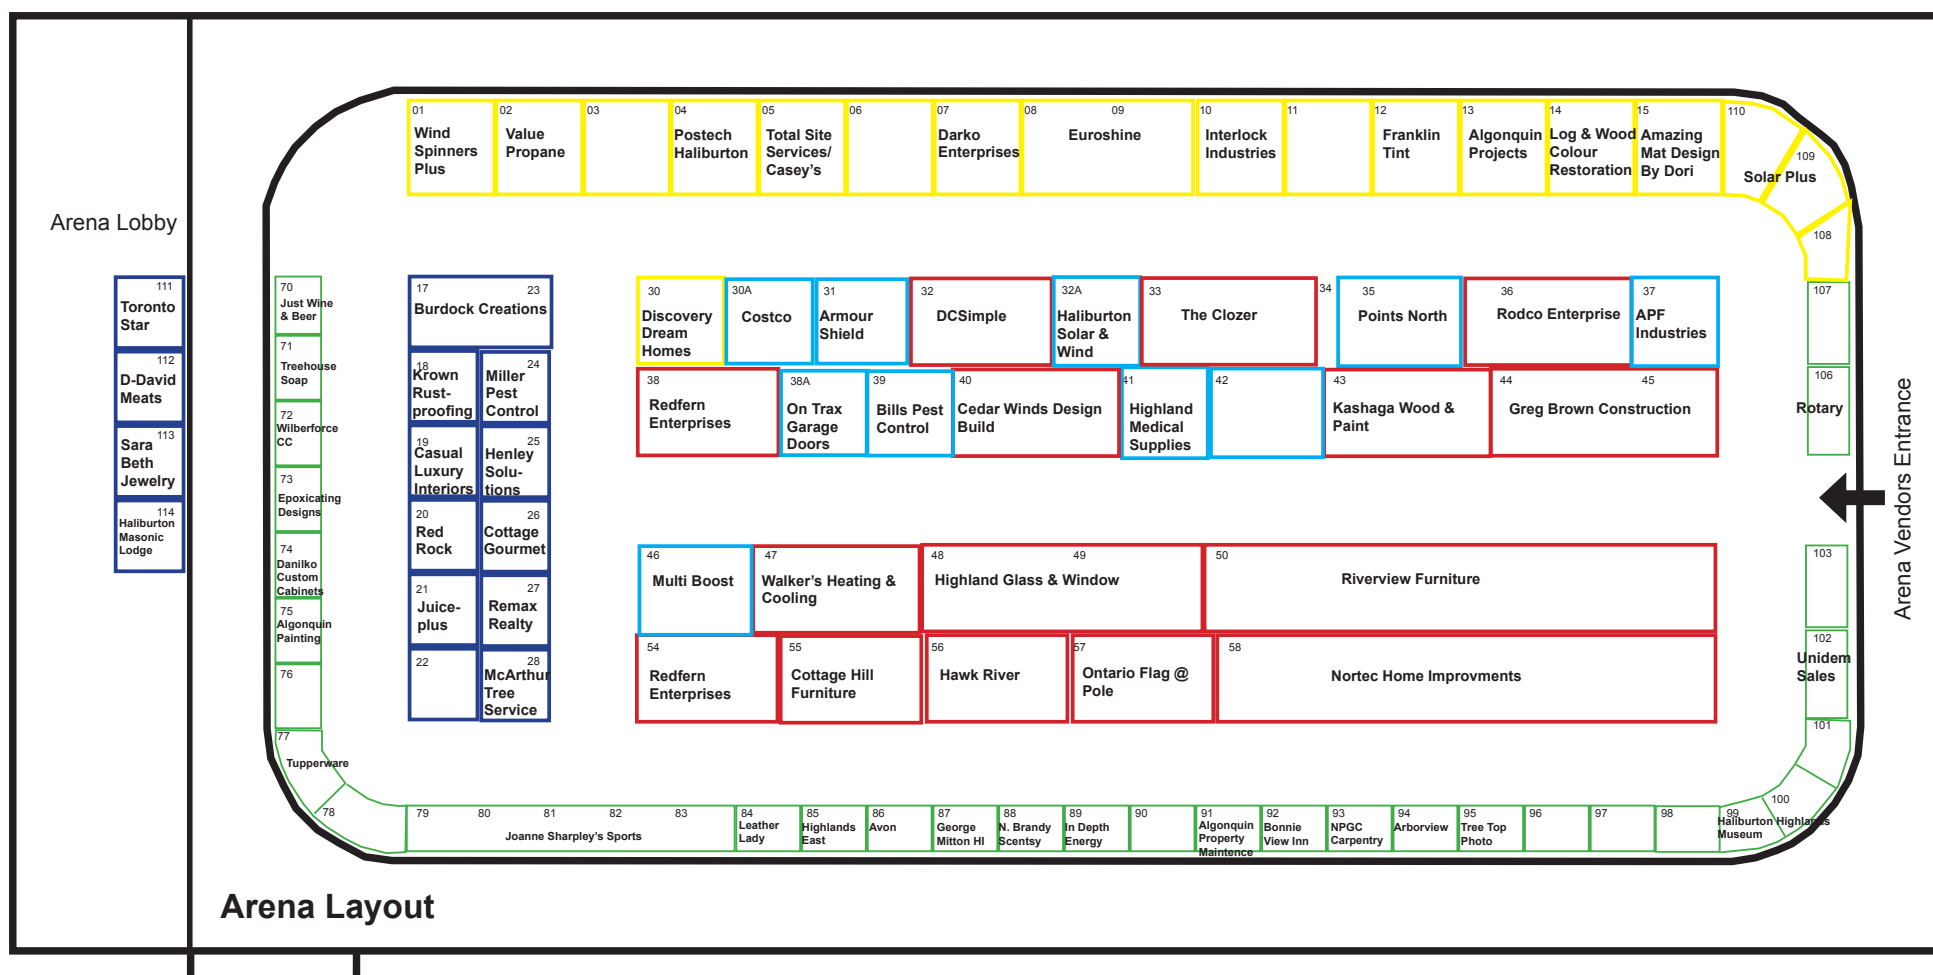 01
Wind
Spinners
Plus
02
Value
Propane
03
04
Postech
Haliburton
05
Total Site
Services/
Casey's
06
07
Darko
Enterprises
08
09
Euroshine
10
Interlock
Industries
11
12
Franklin
Tint
13
Algonquin
Projects
14
Log & Wood
Colour
Restoration
15
Amazing
Mat Design
By Dori
110
109
Solar Plus
108
Arena Lobby
111
Toronto
Star
112
D-David
Meats
113
Sara
Beth
Jewelry
114
Haliburton
Masonic
Lodge
70
Just Wine
& Beer
71
Treehouse
Soap
72
Wilberforce
CC
73
Epoxicating
Designs
74
Danilko
Custom
Cabinets
75
Algonquin
Painting
76
77
Tupperware
78
17
23
Burdock Creations
18
Krown
Rust-
proofing
24
Miller
Pest
Control
19
Casual
Luxury
Interiors
25
Henley
Solu-
tions
20
Red
Rock
26
Cottage
Gourmet
21
Juice-
plus
27
Remax
Realty
22
28
McArthur
Tree
Service
30
Discovery
Dream
Homes
30A
Costco
31
Armour
Shield
32
DCSimple
32A
Haliburton
Solar &
Wind
33
The Clozer
34
35
Points North
36
Rodco Enterprise
37
APF
Industries
38
Redfern
Enterprises
38A
On Trax
Garage
Doors
39
Bills Pest
Control
40
Cedar Winds Design
Build
41
Highland
Medical
Supplies
42
43
Kashaga Wood &
Paint
44
45
Greg Brown Construction
46
Multi Boost
47
Walker's Heating &
Cooling
48
49
Highland Glass & Window
50
Riverview Furniture
54
Redfern
Enterprises
55
Cottage Hill
Furniture
56
Hawk River
57
Ontario Flag @
Pole
58
Nortec Home Improvments
107
106
Rotary
Arena Vendors Entrance
103
102
Unidem
Sales
101
100
99
Haliburton Highlands
Museum
79
80
81
82
83
Joanne Sharpley's Sports
84
Leather
Lady
85
Highlands
East
86
Avon
87
George
Mitton HI
88
N. Brandy
Scentsy
89
In Depth
Energy
90
91
Algonquin
Property
Maintence
92
Bonnie
View Inn
93
NPGC
Carpentry
94
Arborview
95
Tree Top
Photo
96
97
98
Arena Layout